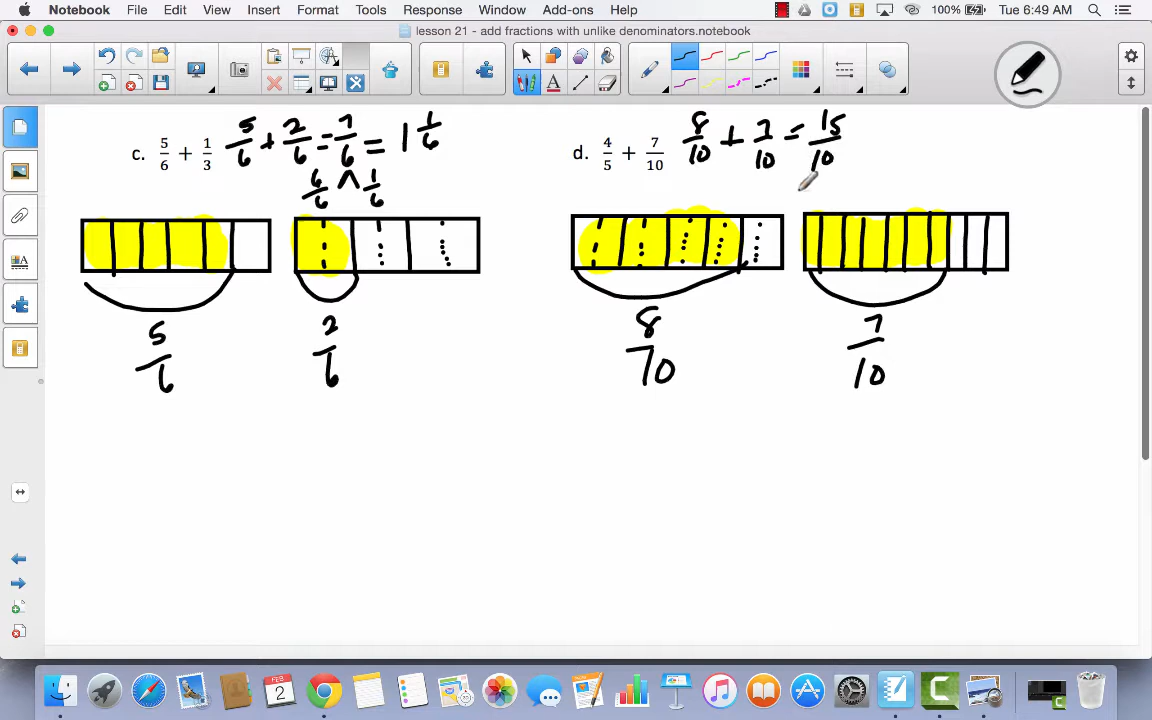 Notebook File Edit View Insert Format Tools Response Window Add-ons Help 100% Tue 6:49 AM
lesson 21 - add fractions with unlike denominators.notebook
c. 5/6 + 1/3 5/6 + 2/6 = 7/6 = 1 1/6
6/6 1/6
5/6
2/6
d. 4/5 + 7/10 8/10 + 7/10 = 15/10
8/10
7/10
FEB
2